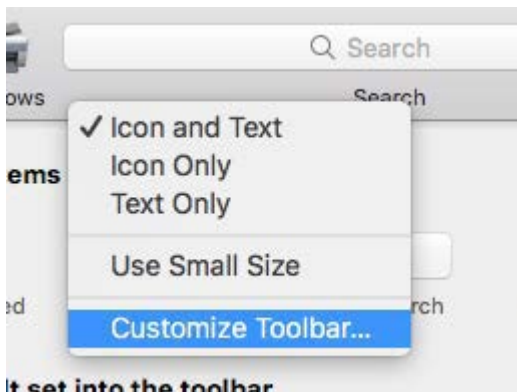 Search
ows Search
✓ Icon and Text
ems Icon Only
Text Only
Use Small Size
ed rch
Customize Toolbar...
lt set into the toolbar.